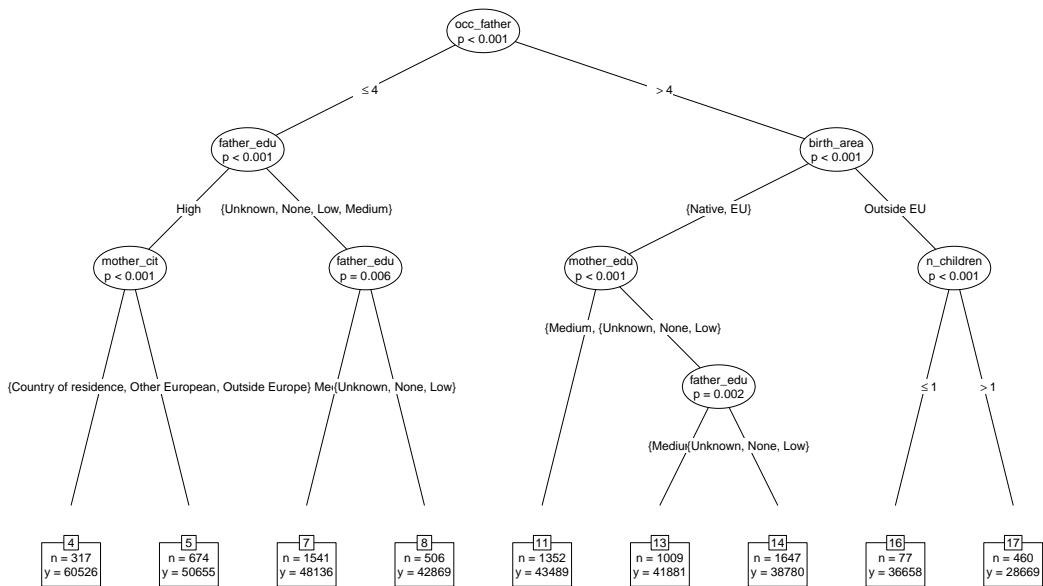 occ_father
p < 0.001
≤ 4
> 4
father_edu
p < 0.001
birth_area
p < 0.001
High
{Unknown, None, Low, Medium}
{Native, EU}
Outside EU
mother_cit
p < 0.001
father_edu
p = 0.006
mother_edu
p < 0.001
n_children
p < 0.001
{Medium, {Unknown, None, Low}
{Country of residence, Other European, Outside Europe}
{Unknown, None, Low}
father_edu
p = 0.002
≤ 1
> 1
{Unknown, None, Low}
4
n = 317
y = 60526
5
n = 674
y = 50655
7
n = 1541
y = 48136
8
n = 506
y = 42869
11
n = 1352
y = 43489
13
n = 1009
y = 41881
14
n = 1647
y = 38780
16
n = 77
y = 36658
17
n = 460
y = 28669